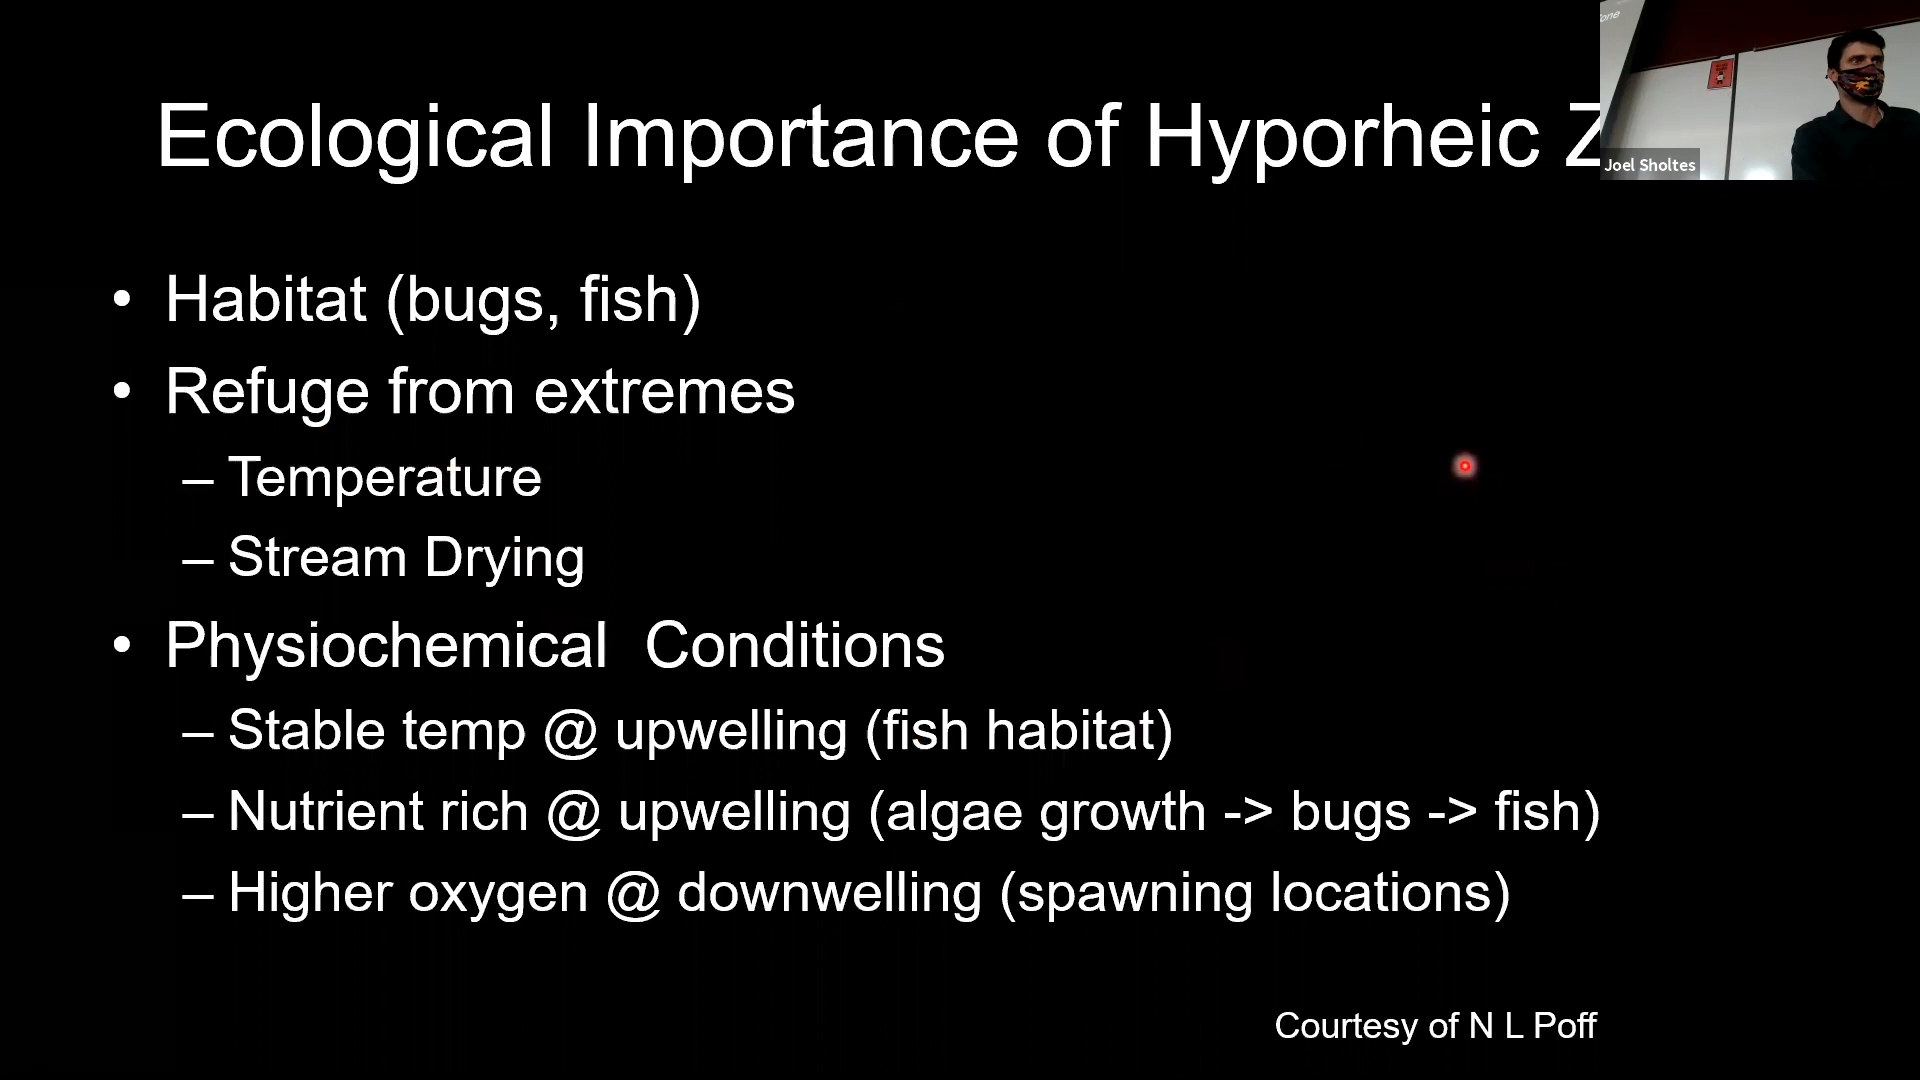 Ecological Importance of Hyporheic Z
one
Joel Sholtes
• Habitat (bugs, fish)
• Refuge from extremes
– Temperature
– Stream Drying
• Physiochemical  Conditions
– Stable temp @ upwelling (fish habitat)
– Nutrient rich @ upwelling (algae growth -> bugs -> fish)
– Higher oxygen @ downwelling (spawning locations)
Courtesy of N L Poff